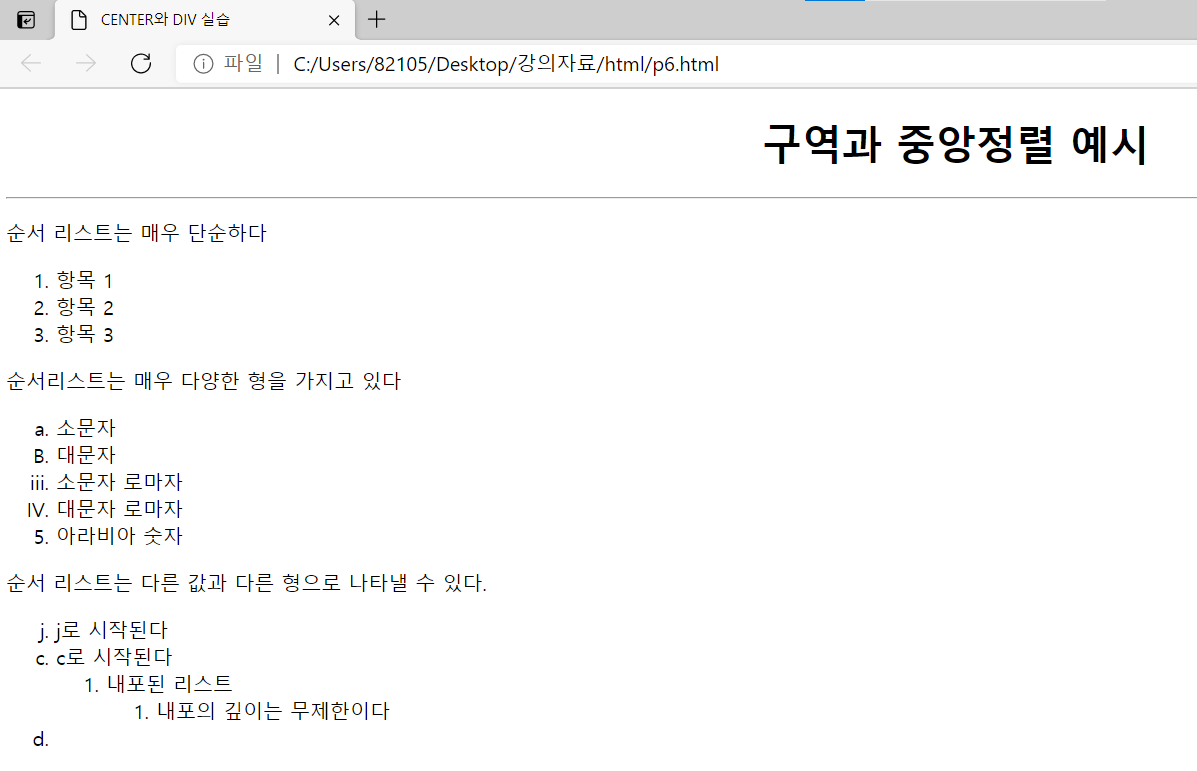 CENTER와 DIV 실습
파일 | C:/Users/82105/Desktop/강의자료/html/p6.html
구역과 중앙정렬 예시
순서 리스트는 매우 단순하다
1. 항목 1
2. 항목 2
3. 항목 3
순서리스트는 매우 다양한 형을 가지고 있다
a. 소문자
B. 대문자
iii. 소문자 로마자
IV. 대문자 로마자
5. 아라비아 숫자
순서 리스트는 다른 값과 다른 형으로 나타낼 수 있다.
j. j로 시작된다
c. c로 시작된다
1. 내포된 리스트
1. 내포의 깊이는 무제한이다
d.